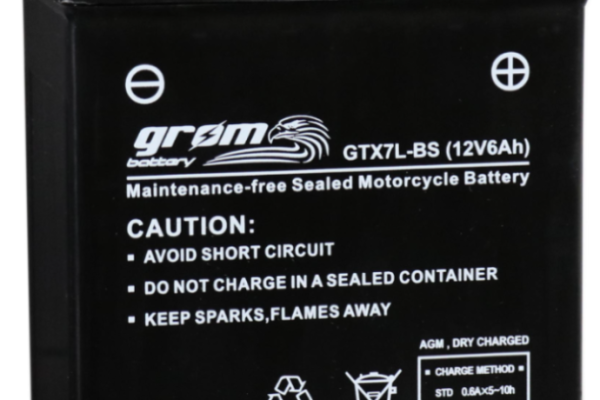 grøm
battery
GTX7L-BS (12V6Ah)
Maintenance-free Sealed Motorcycle Battery
CAUTION:
▪ AVOID SHORT CIRCUIT
▪ DO NOT CHARGE IN A SEALED CONTAINER
▪ KEEP SPARKS,FLAMES AWAY
AGM , DRY CHARGED
▪ CHARGE METHOD ▪
STD 0.6A×5~10h